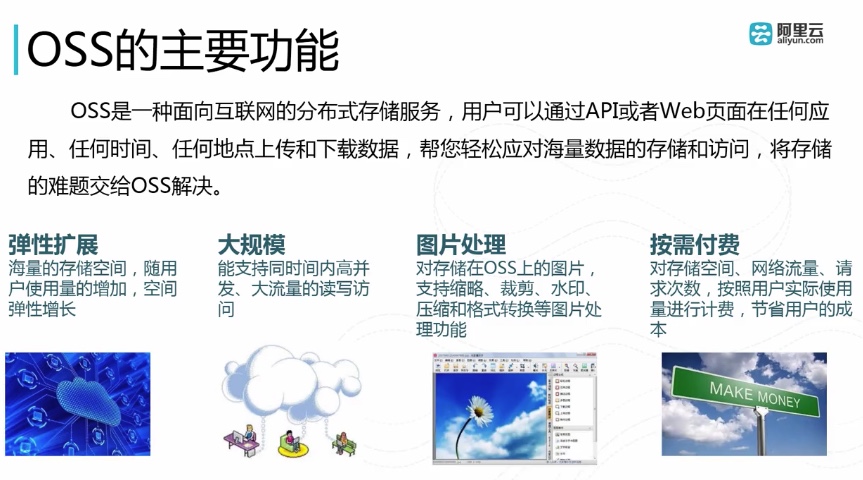 OSS的主要功能
阿里云
aliyun.com
OSS是一种面向互联网的分布式存储服务，用户可以通过API或者Web页面在任何应
用、任何时间、任何地点上传和下载数据，帮您轻松应对海量数据的存储和访问，将存储
的难题交给OSS解决。
弹性扩展
海量的存储空间，随用
户使用量的增加，空间
弹性增长
大规模
能支持同时间内高并
发、大流量的读写访
问
图片处理
对存储在OSS上的图片，
支持缩略、裁剪、水印、
压缩和格式转换等图片处
理功能
按需付费
对存储空间、网络流量、请
求次数，按照用户实际使用
量进行计费，节省用户的成
本
MAKE MONEY